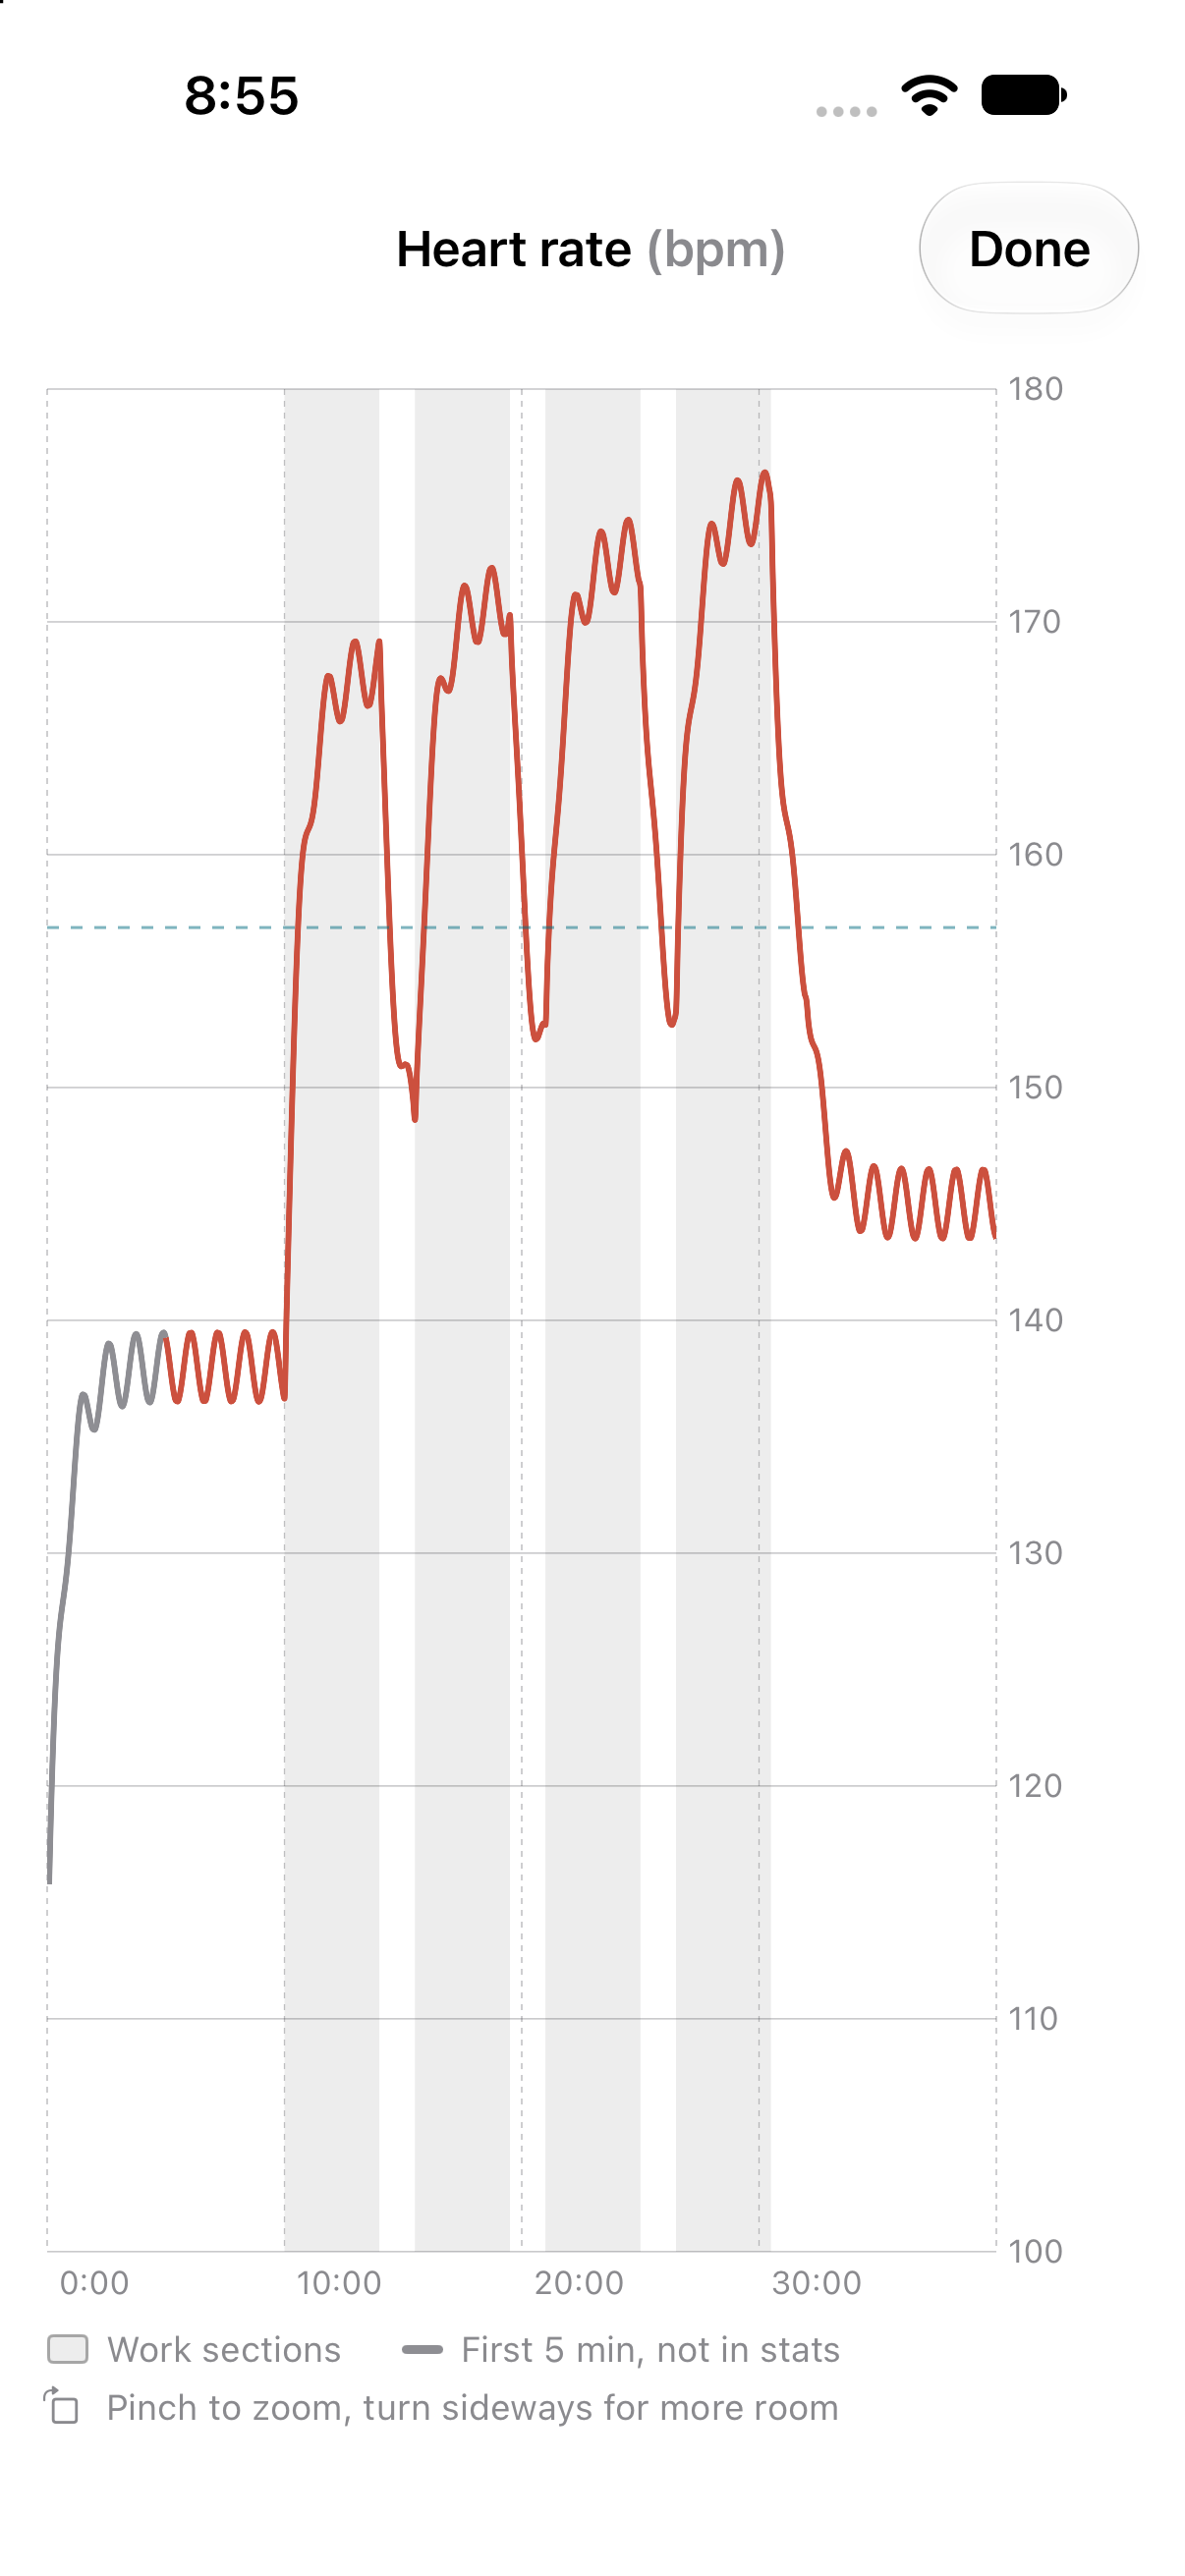 8:55
Heart rate (bpm)
Done
180
170
160
150
140
130
120
110
100
0:00 10:00 20:00 30:00
Work sections First 5 min, not in stats
Pinch to zoom, turn sideways for more room